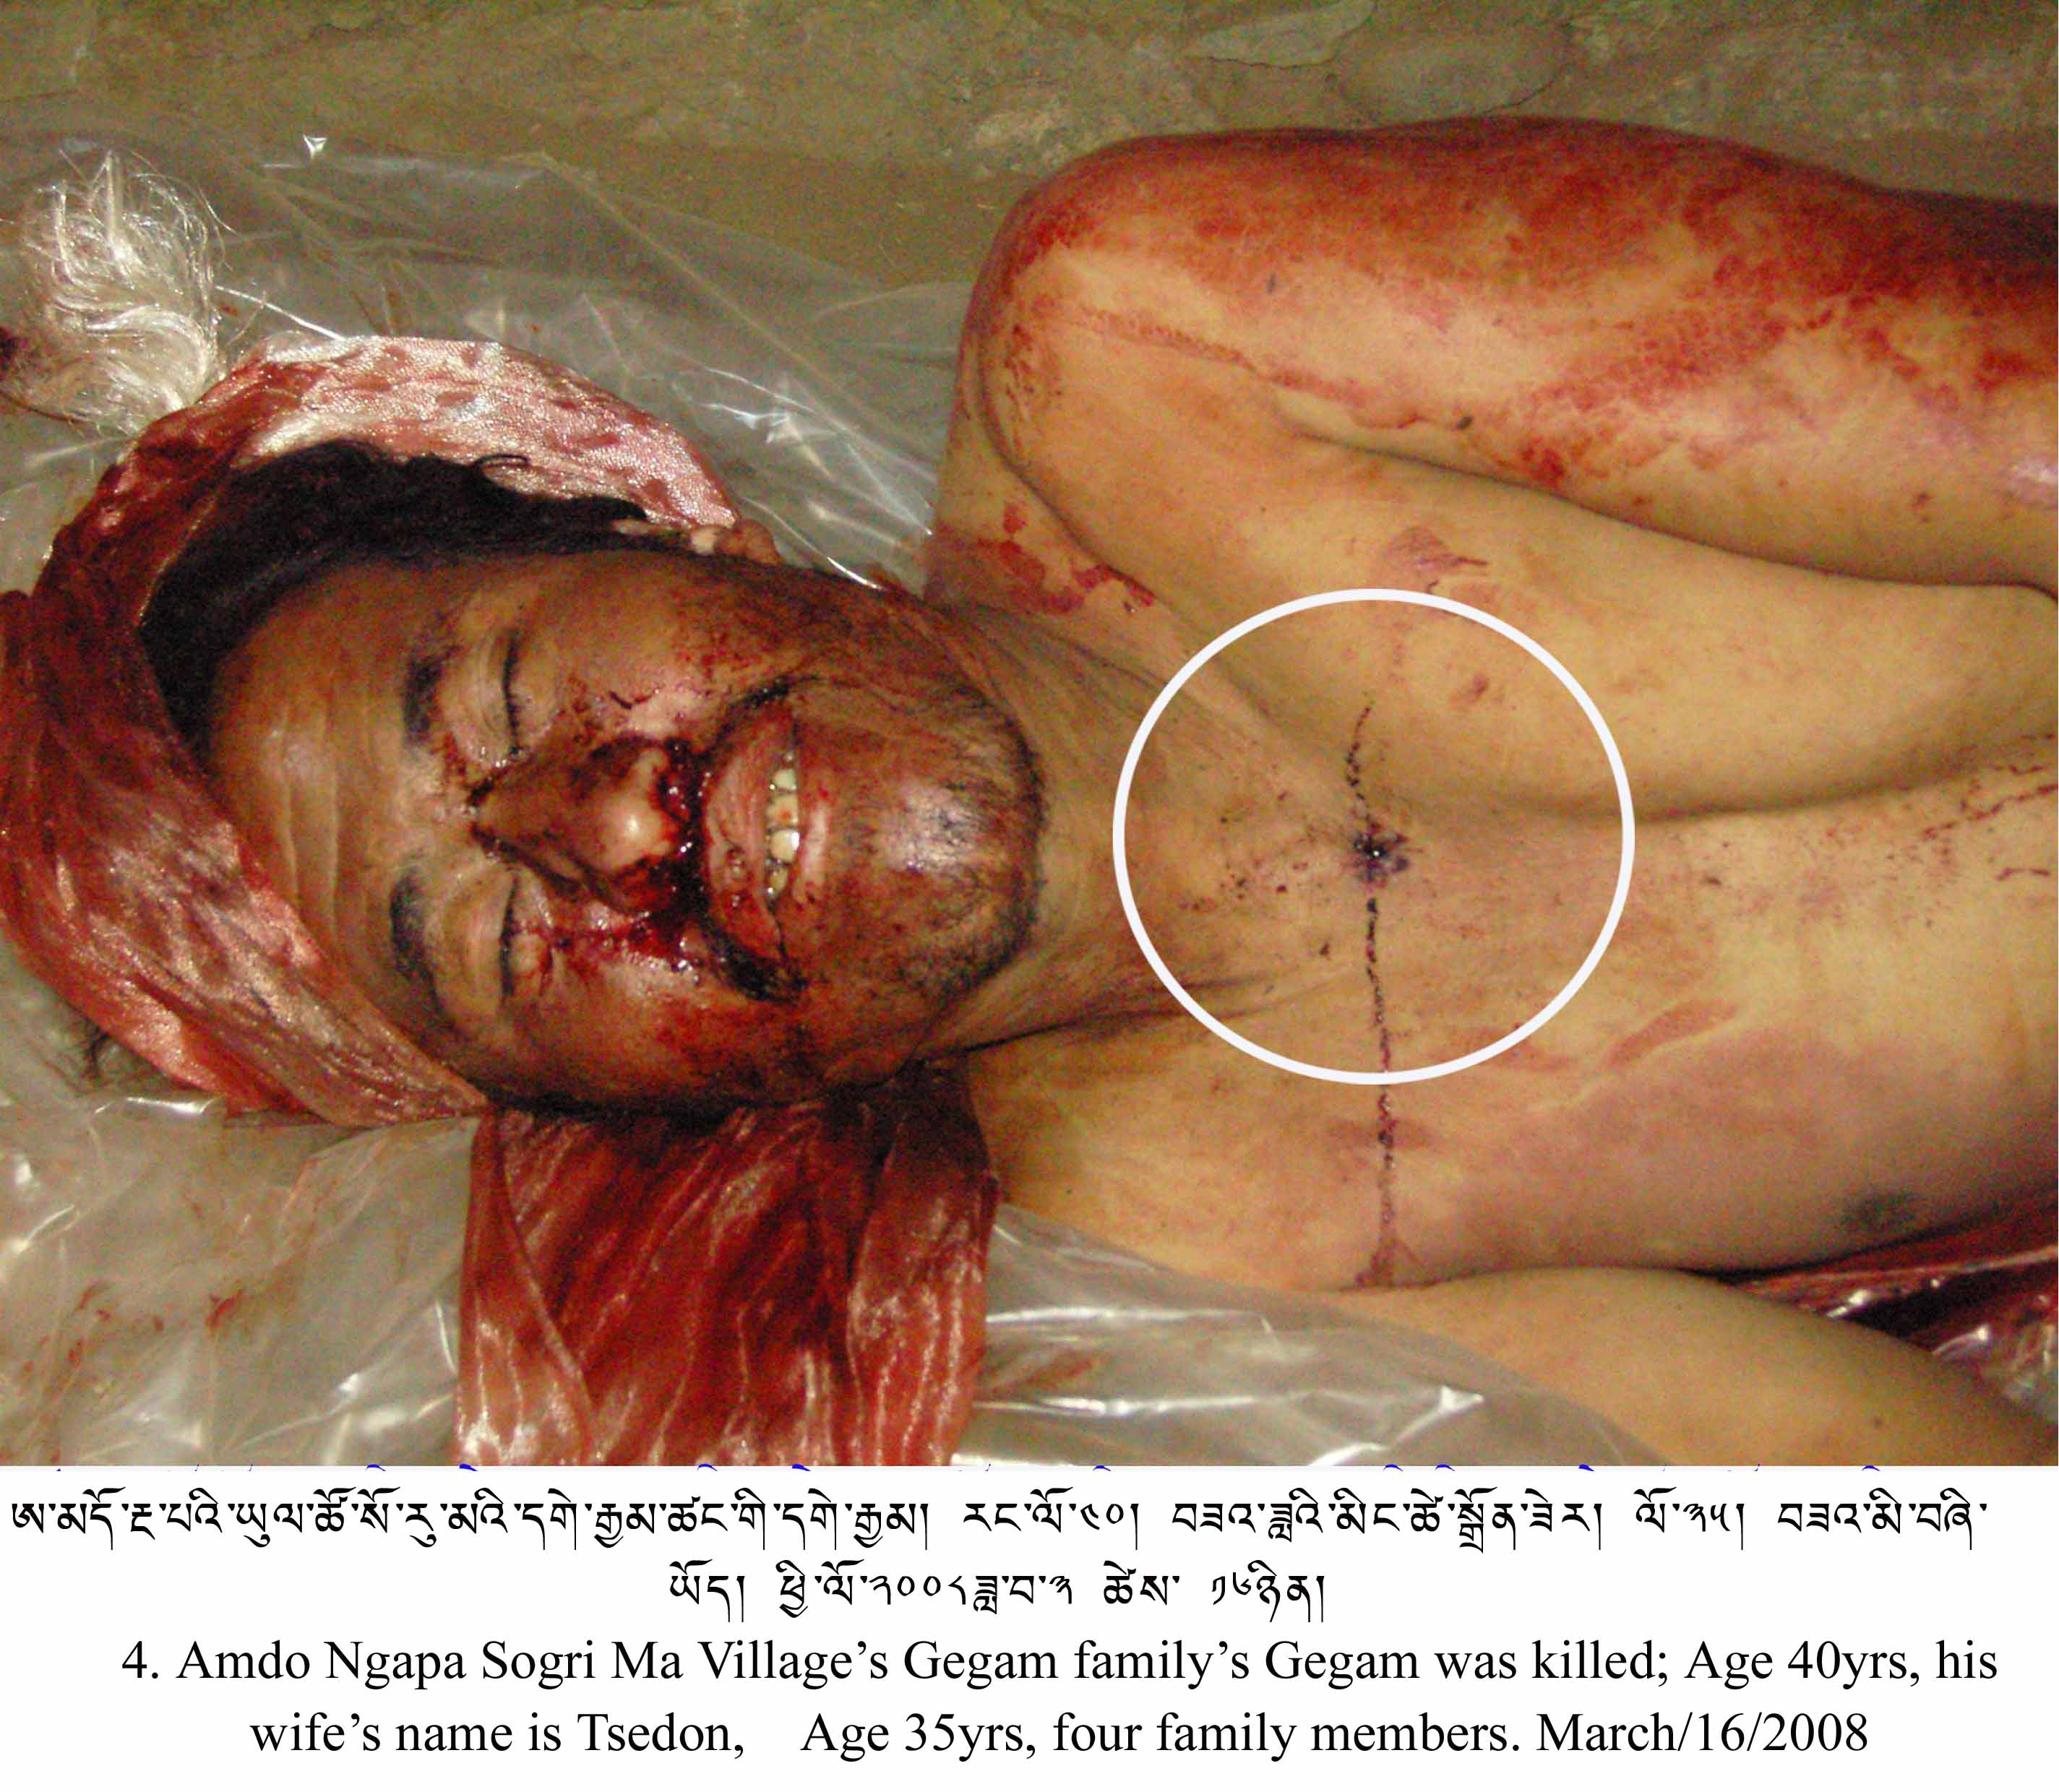 ཨ་མདོ་རྔ་པའི་ཡུལ་ཚོ་སོ་རུ་མའི་དགེ་རྒྱམ་ཚང་གི་དགེ་རྒྱམ། རང་ལོ་༤༠། བཟའ་ཟླའི་མིང་ཚེ་སྒྲོན་ཟེར། ལོ་༣༥། བཟའ་མི་བཞི་
ཡོད། ཕྱི་ལོ་༢༠༠༨ཟླ་བ་༣ ཚེས་ ༡༦ཉིན།
4. Amdo Ngapa Sogri Ma Village’s Gegam family’s Gegam was killed; Age 40yrs, his
wife’s name is Tsedon, Age 35yrs, four family members. March/16/2008